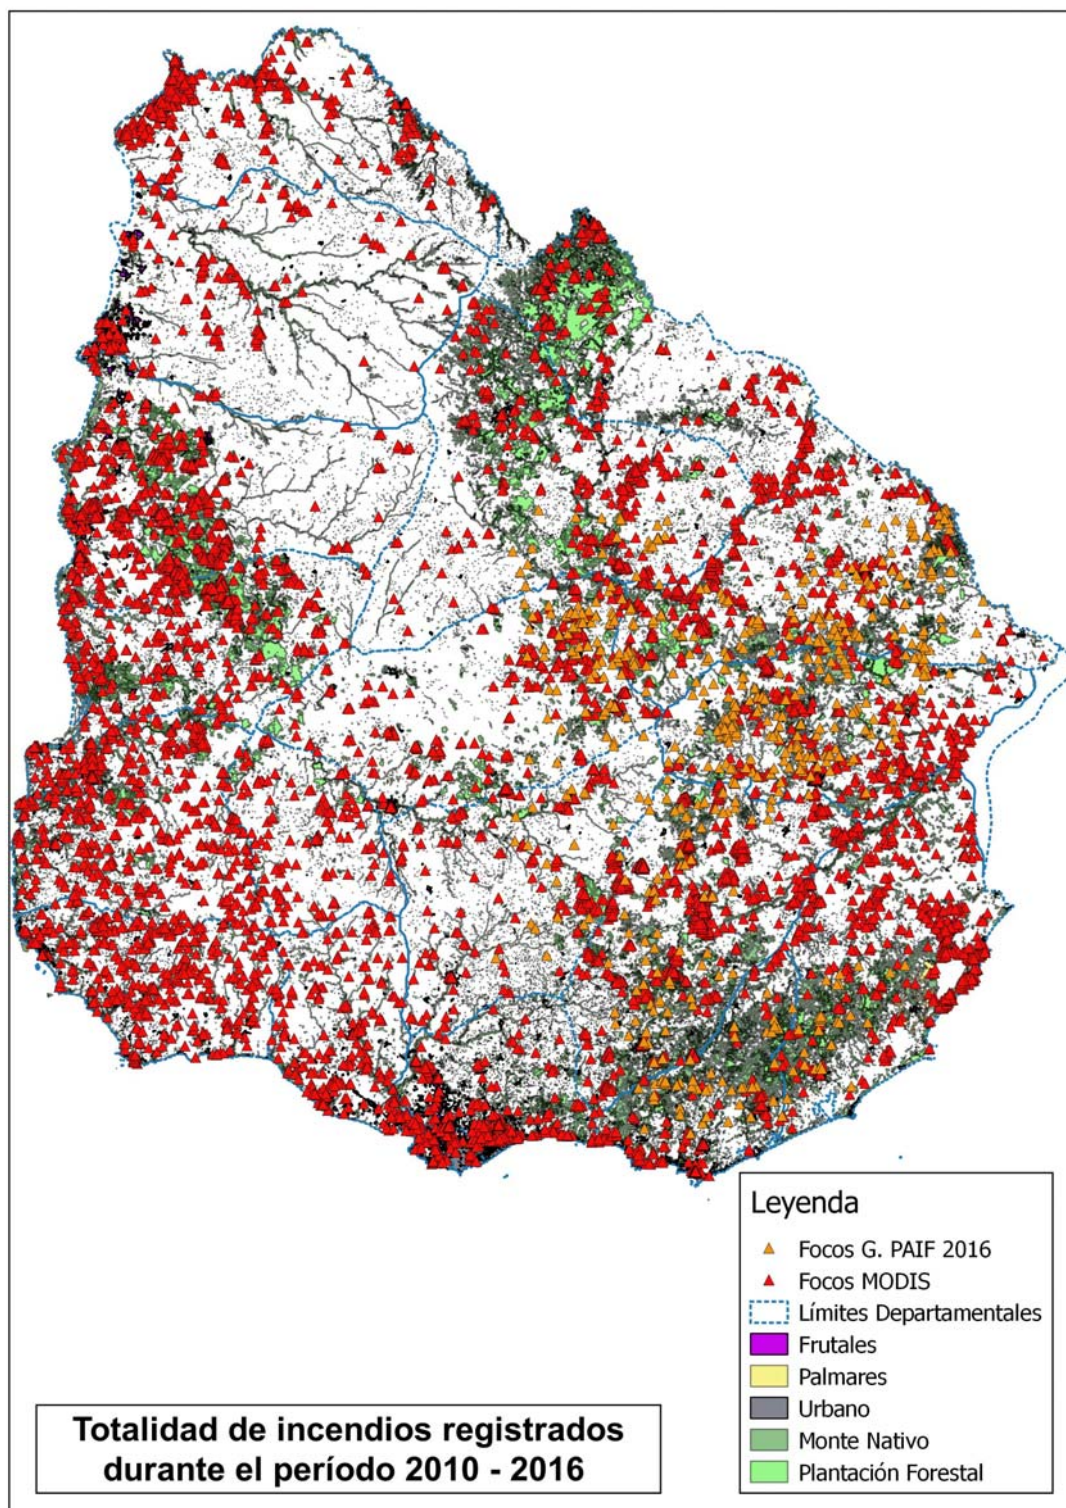 Leyenda
Focos G. PAIF 2016
Focos MODIS
Límites Departamentales
Frutales
Palmares
Urbano
Monte Nativo
Plantación Forestal
Totalidad de incendios registrados
durante el período 2010 - 2016